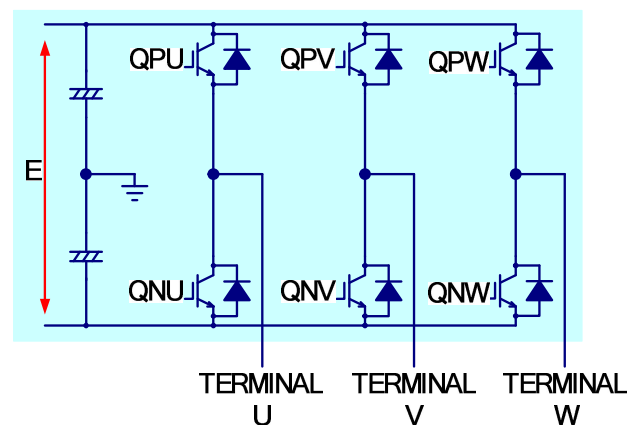 QPU
QPV
QPW
E
QNU
QNV
QNW
TERMINAL
U
TERMINAL
V
TERMINAL
W